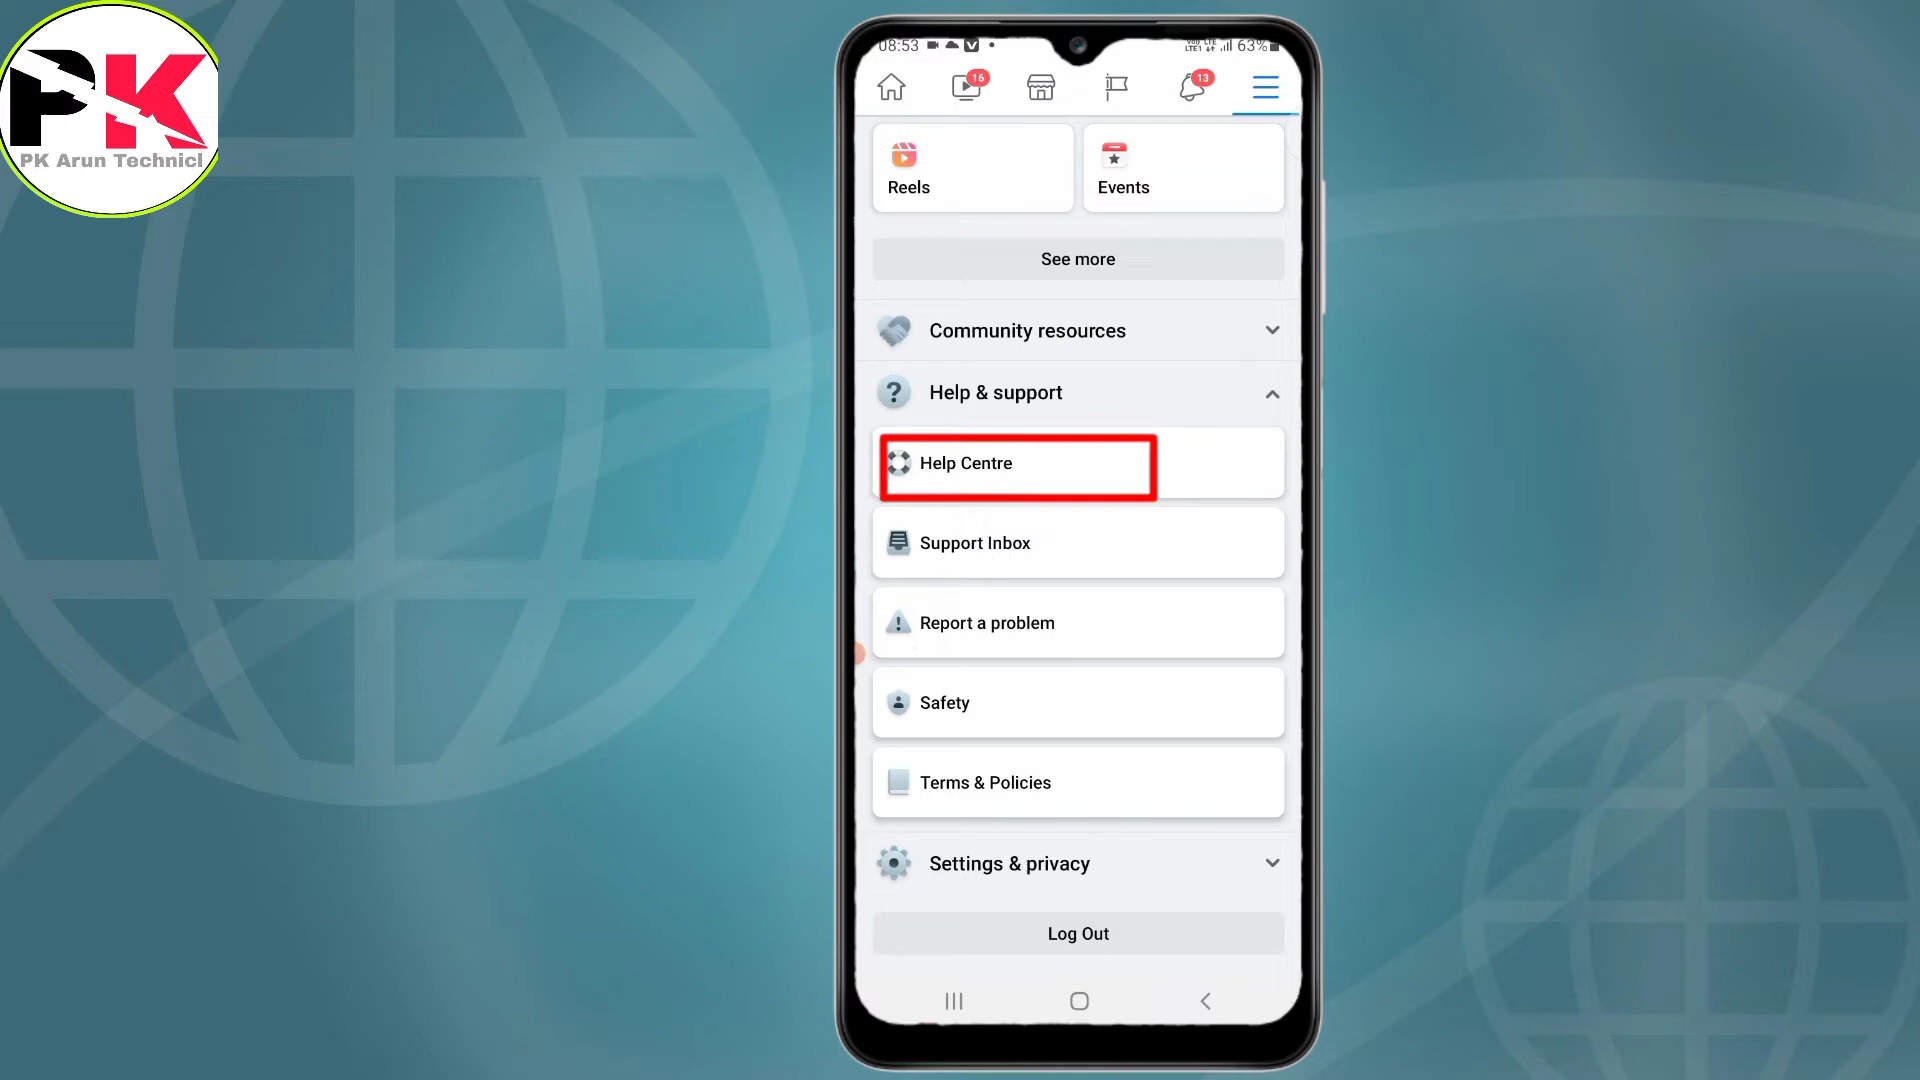 PK
PK Arun Technicl
08:53
63%
16
13
Reels
Events
See more
Community resources
Help & support
Help Centre
Support Inbox
Report a problem
Safety
Terms & Policies
Settings & privacy
Log Out